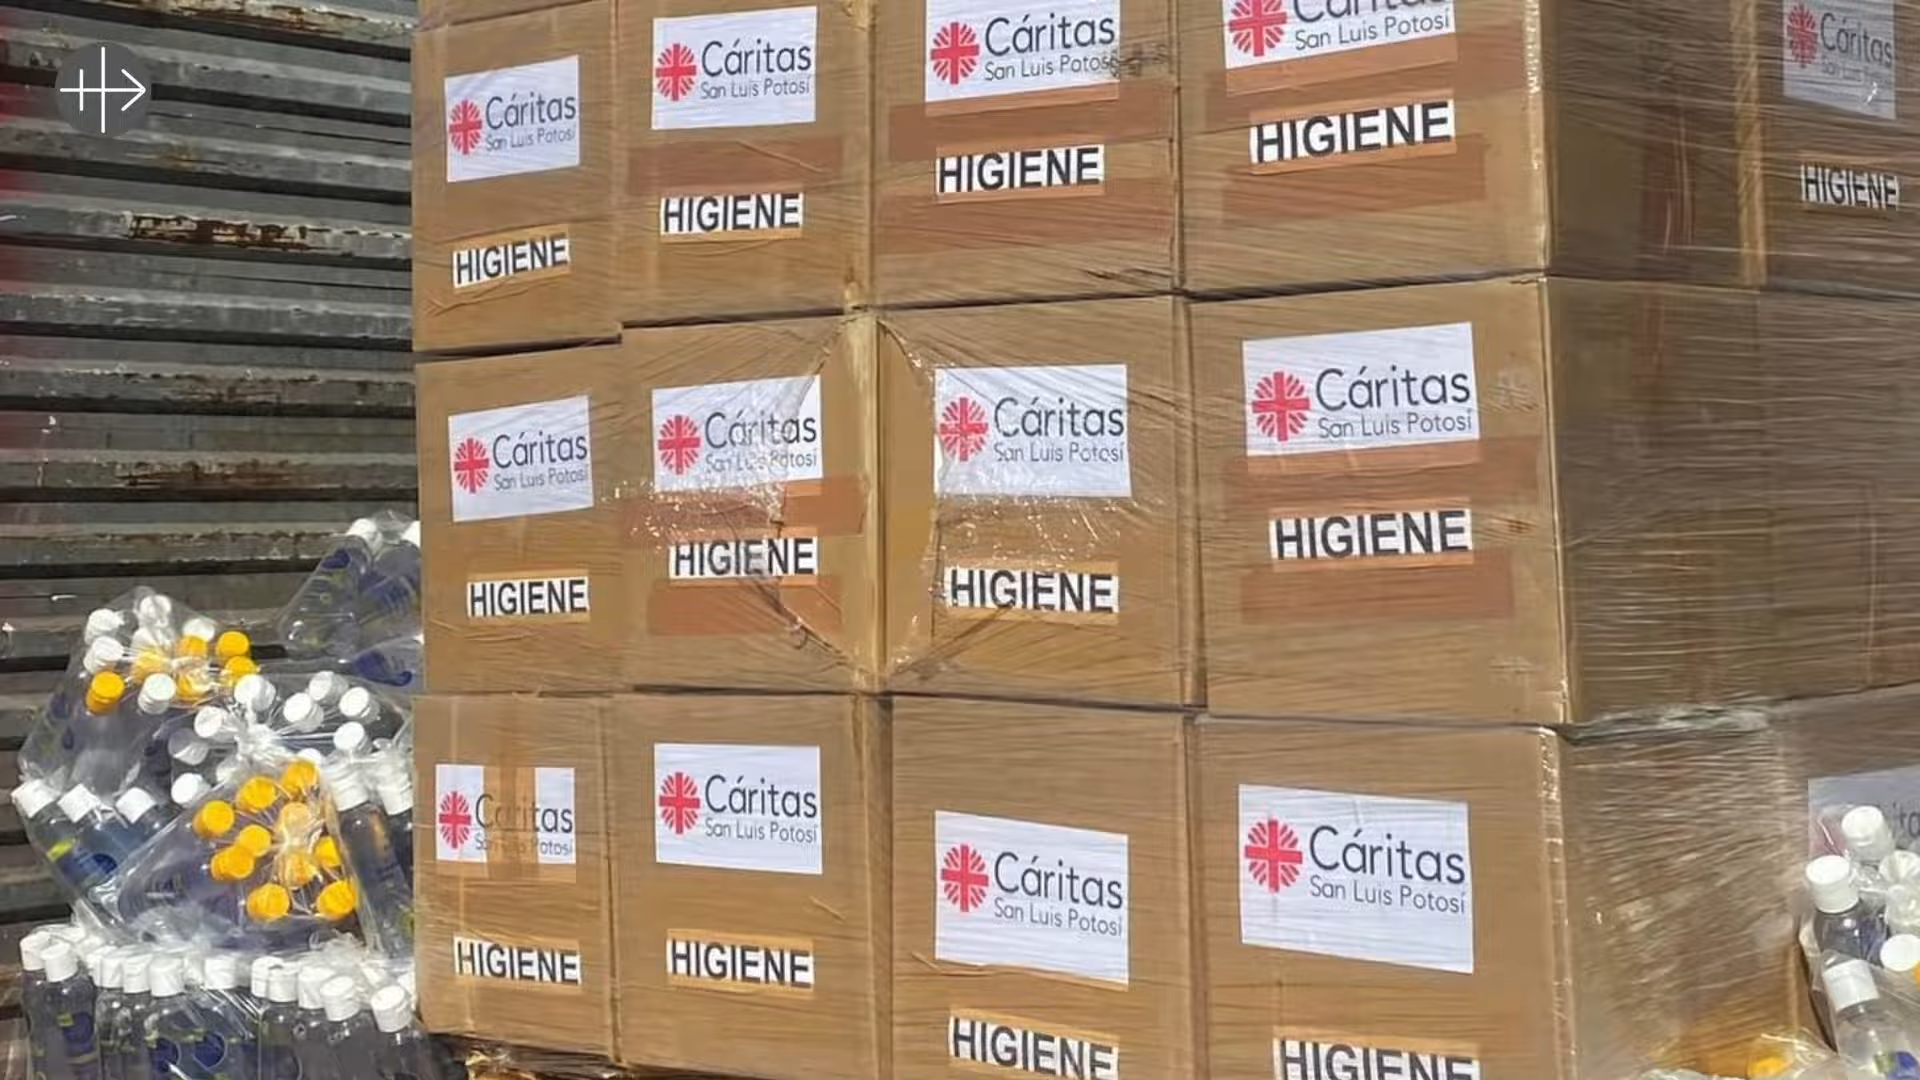 Cáritas
San Luis Potosí
HIGIENE
Cáritas
San Luis Potosí
HIGIENE
Cáritas
San Luis Potosí
HIGIENE
Cáritas
San Luis Potosí
HIGIENE
Cáritas
HIGIENE
Cáritas
San Luis Potosí
HIGIENE
Cáritas
San Luis Potosí
HIGIENE
Cáritas
San Luis Potosí
HIGIENE
Cáritas
San Luis Potosí
HIGIENE
Cáritas
San Luis Potosí
HIGIENE
Cáritas
San Luis Potosí
HIGIENE
Cáritas
San Luis Potosí
HIGIENE
Cáritas
San Luis Potosí
HIGIENE